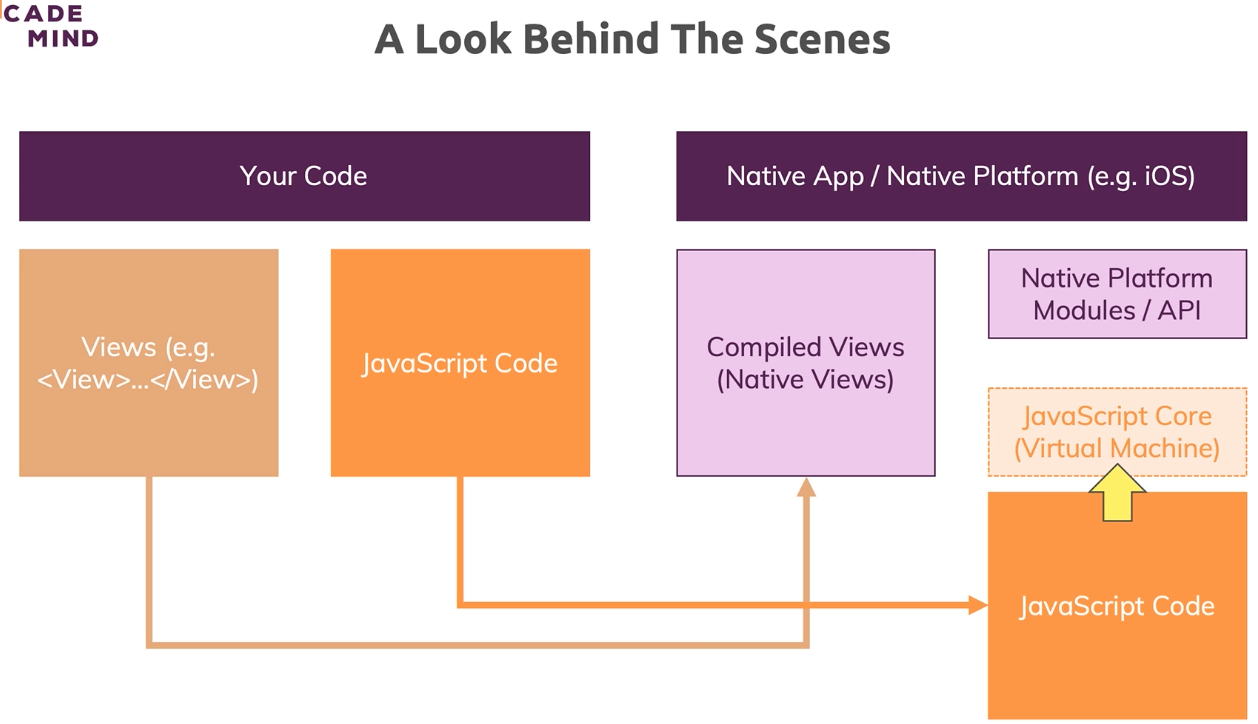 CADE
MIND
A Look Behind The Scenes
Your Code
Native App / Native Platform (e.g. iOS)
Views (e.g.
<View>...</View>)
JavaScript Code
Compiled Views
(Native Views)
Native Platform
Modules / API
JavaScript Core
(Virtual Machine)
JavaScript Code